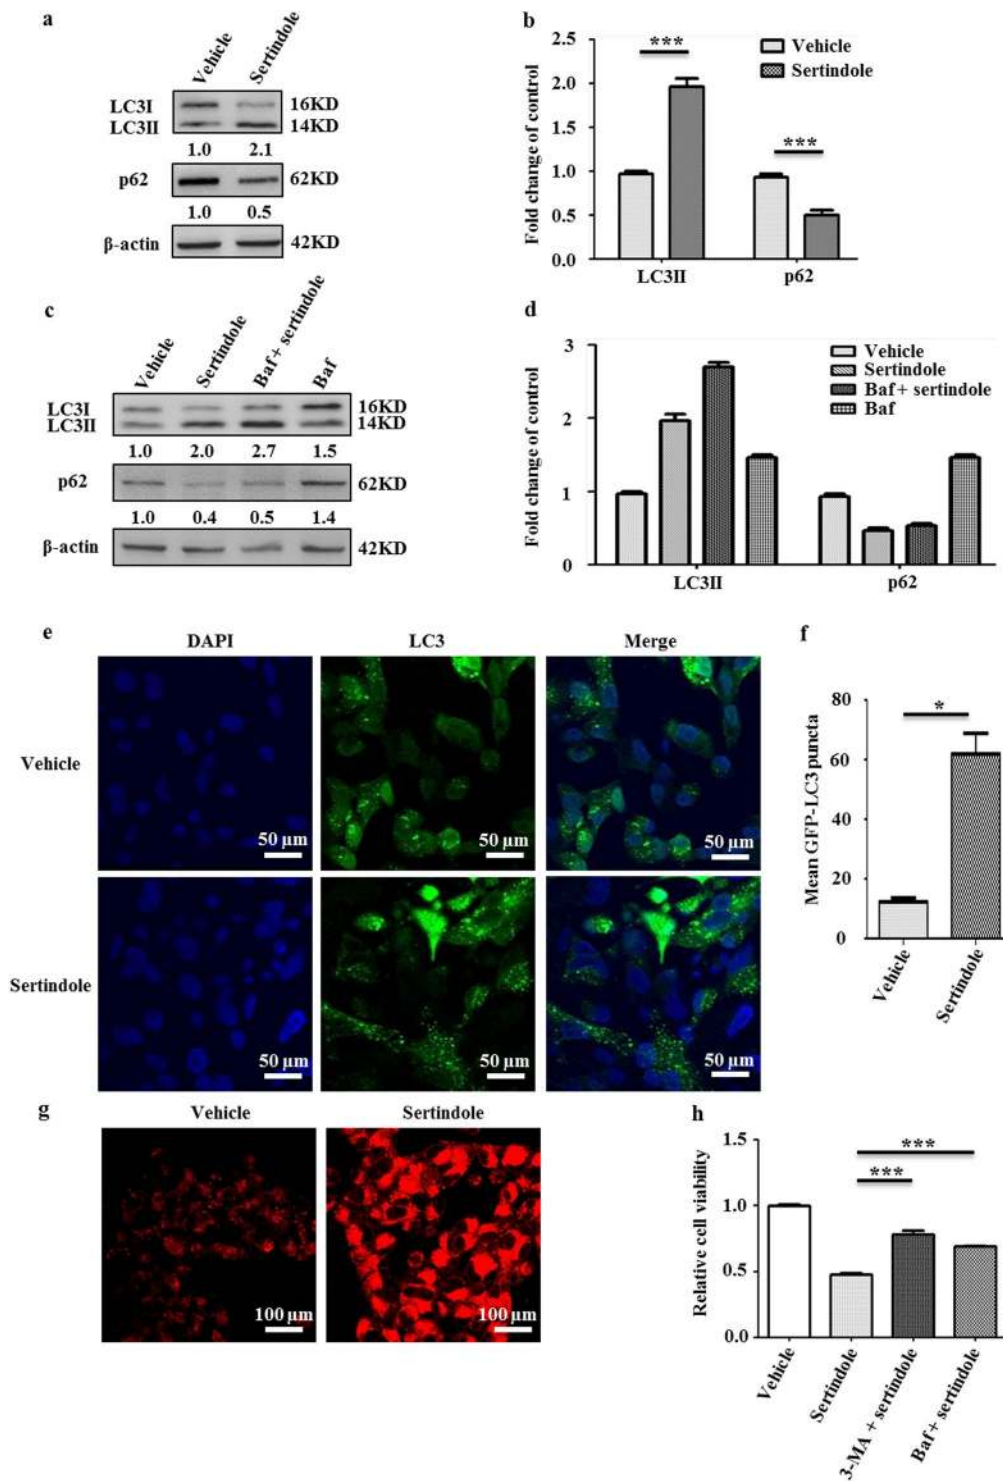 a
Vehicle
Sertindole
LC3I
16KD
LC3II
14KD
1.0 2.1
p62
62KD
1.0 0.5
β-actin
42KD
b
Fold change of control
2.5
2.0
1.5
1.0
0.5
0.0
***
***
Vehicle
Sertindole
LC3II
p62
c
Vehicle
Sertindole
Baf + sertindole
Baf
LC3I
16KD
LC3II
14KD
1.0 2.0 2.7 1.5
p62
62KD
1.0 0.4 0.5 1.4
β-actin
42KD
d
Fold change of control
3
2
1
0
Vehicle
Sertindole
Baf + sertindole
Baf
LC3II
p62
e
DAPI
LC3
Merge
Vehicle
50 µm
50 µm
50 µm
Sertindole
50 µm
50 µm
50 µm
f
Mean GFP-LC3 puncta
80
60
40
20
0
*
Vehicle
Sertindole
g
Vehicle
Sertindole
100 µm
100 µm
h
Relative cell viability
1.5
1.0
0.5
0.0
***
***
Vehicle
Sertindole
3-MA + sertindole
Baf + sertindole